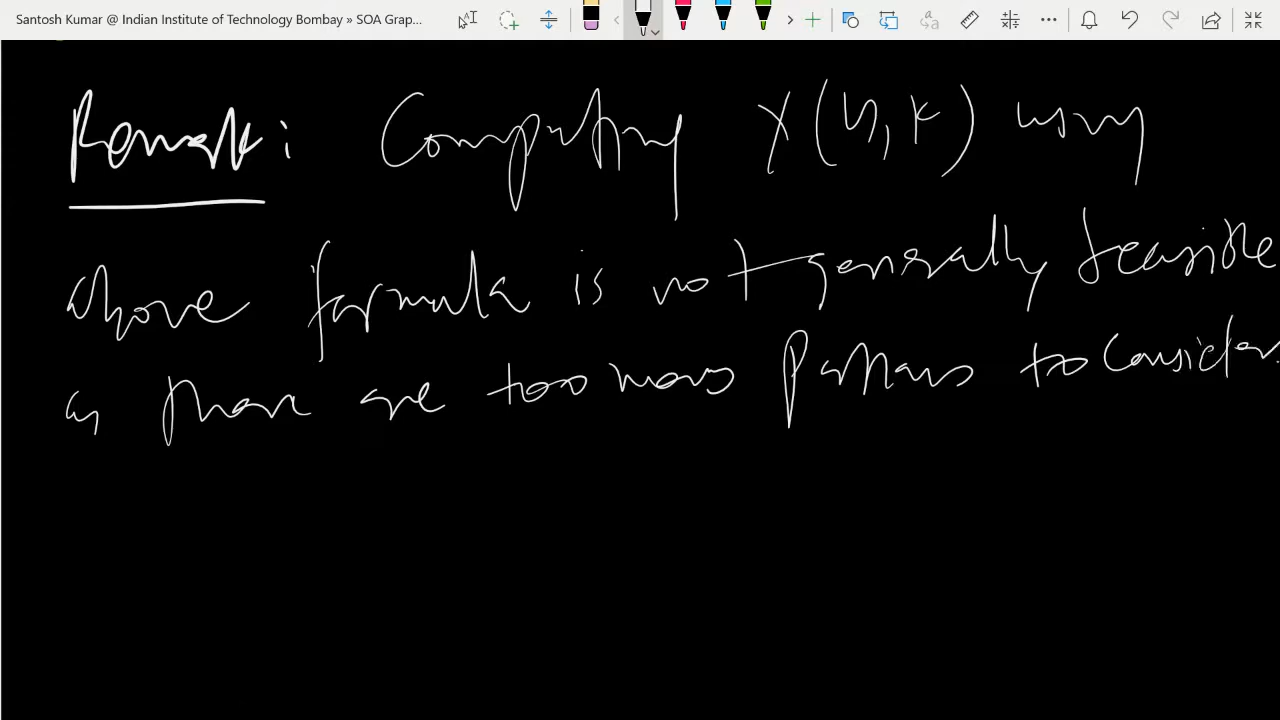 Santosh Kumar @ Indian Institute of Technology Bombay » SOA Grap...
Remark: Computing X(G, k) using
above formula is not generally feasible
as there are too many to consider